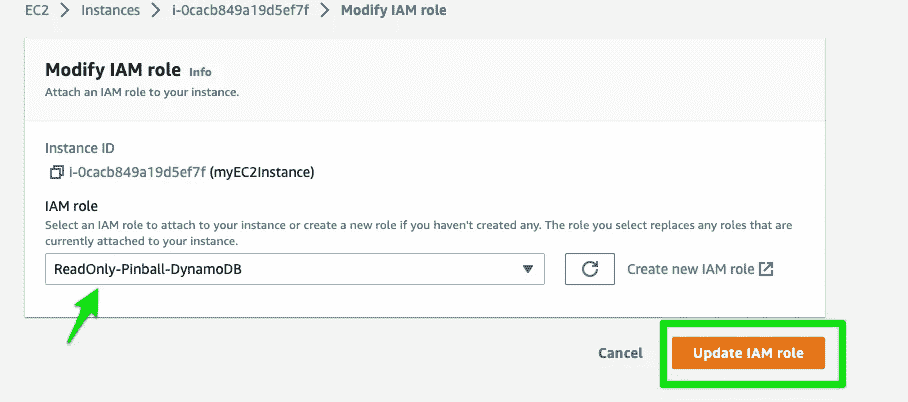 EC2 > Instances > i-0cacb849a19d5ef7f > Modify IAM role
Modify IAM role Info
Attach an IAM role to your instance.
Instance ID
i-0cacb849a19d5ef7f (myEC2Instance)
IAM role
Select an IAM role to attach to your instance or create a new role if you haven't created any. The role you select replaces any roles that are
currently attached to your instance.
ReadOnly-Pinball-DynamoDB
Create new IAM role
Cancel
Update IAM role